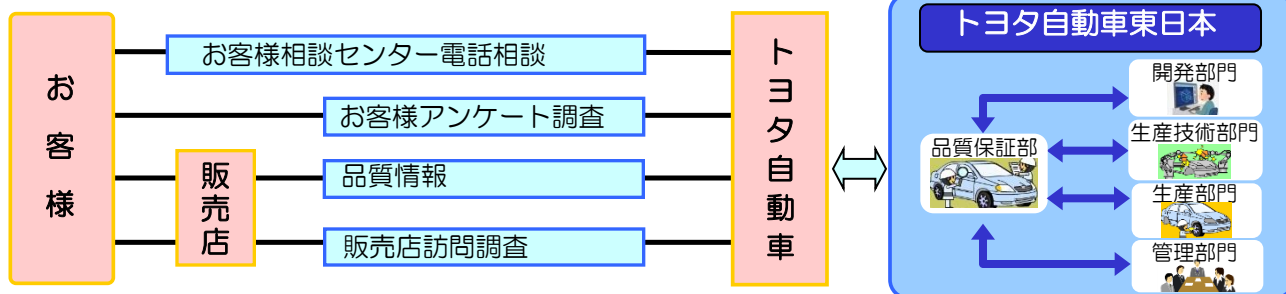 お客様
お客様相談センター電話相談
お客様アンケート調査
販売店
品質情報
販売店訪問調査
トヨタ自動車
トヨタ自動車東日本
品質保証部
開発部門
生産技術部門
生産部門
管理部門